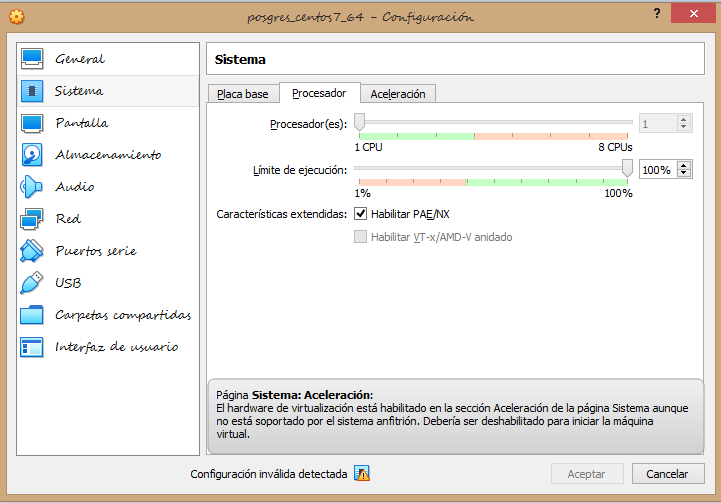 posgres_centos7_64 - Configuración
?
General
Sistema
Pantalla
Almacenamiento
Audio
Red
Puertos serie
USB
Carpetas compartidas
Interfaz de usuario
Sistema
Placa base
Procesador
Aceleración
Procesador(es):
1
1 CPU
8 CPUs
Límite de ejecución:
100%
1%
100%
Características extendidas:
Habilitar PAE/NX
Habilitar VT-x/AMD-V anidado
Página Sistema: Aceleración:
El hardware de virtualización está habilitado en la sección Aceleración de la página Sistema aunque
no está soportado por el sistema anfitrión. Debería ser deshabilitado para iniciar la máquina
virtual.
Configuración inválida detectada
Aceptar
Cancelar